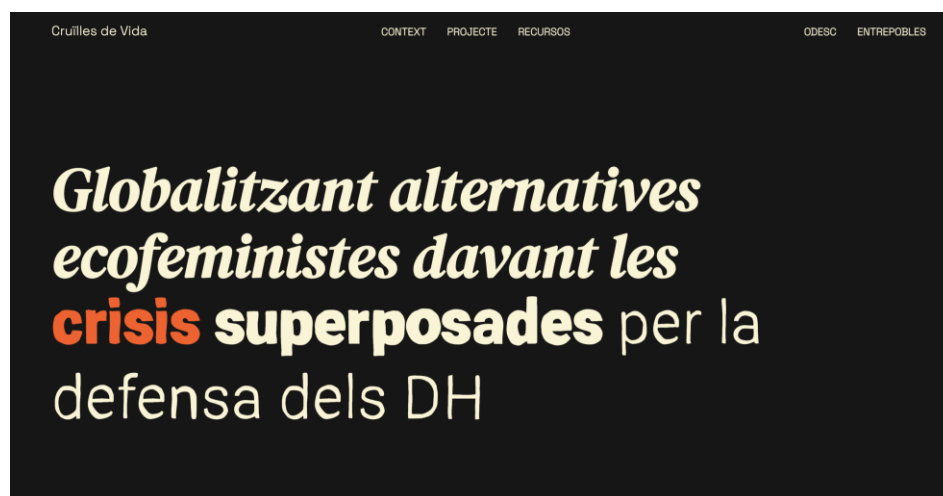 Cruïlles de Vida CONTEXT PROJECTE RECURSOS ODESC ENTREPOBLES
Globalitzant alternatives
ecofeministes davant les
crisis superposades per la
defensa dels DH